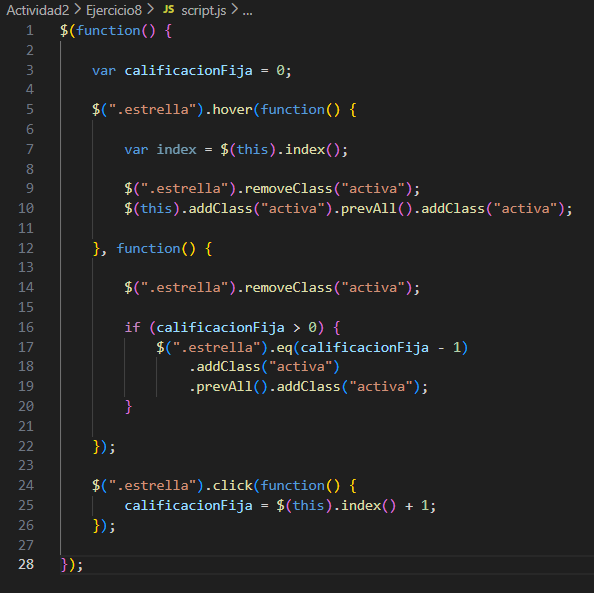 Actividad2 > Ejercicio8 > JS script.js > ...
1 $(function() {
2
3 var calificacionFija = 0;
4
5 $(".estrella").hover(function() {
6
7 var index = $(this).index();
8
9 $(".estrella").removeClass("activa");
10 $(this).addClass("activa").prevAll().addClass("activa");
11
12 }, function() {
13
14 $(".estrella").removeClass("activa");
15
16 if (calificacionFija > 0) {
17 $(".estrella").eq(calificacionFija - 1)
18 .addClass("activa")
19 .prevAll().addClass("activa");
20 }
21
22 });
23
24 $(".estrella").click(function() {
25 calificacionFija = $(this).index() + 1;
26 });
27
28 });